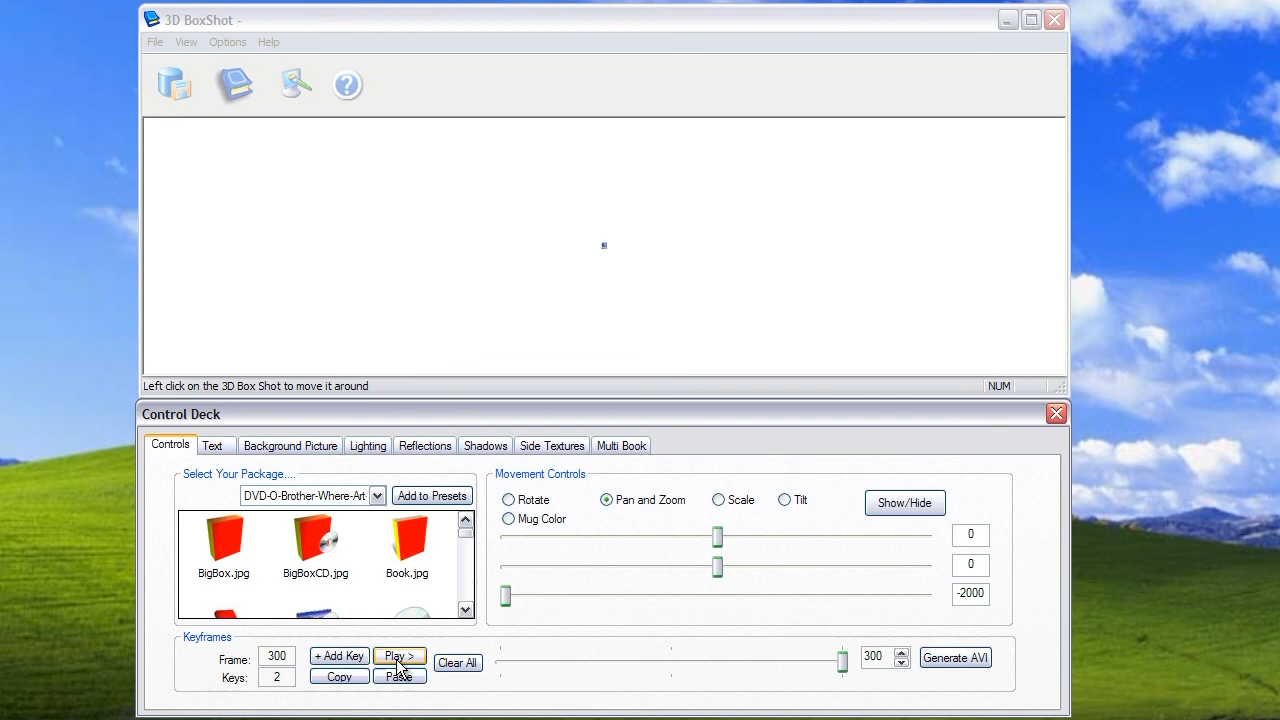 3D BoxShot -
File View Options Help
Left click on the 3D Box Shot to move it around NUM
Control Deck
Controls Text Background Picture Lighting Reflections Shadows Side Textures Multi Book
Select Your Package....
DVD-O-Brother-Where-Art Add to Presets
BigBox.jpg BigBoxCD.jpg Book.jpg
Movement Controls
Rotate Pan and Zoom Scale Tilt Show/Hide
Mug Color
0
0
-2000
Keyframes
Frame: 300 + Add Key Play > Clear All 300 Generate AVI
Keys: 2 Copy Paste